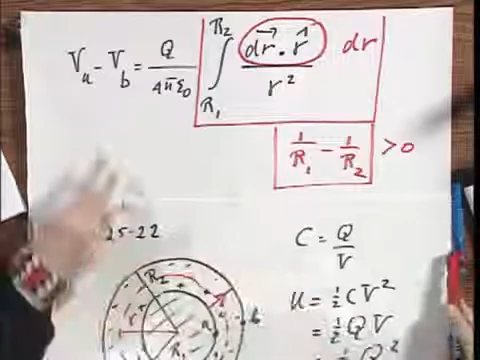 V_a - V_b = Q / 4πε₀ ∫_{R₁}^{R₂} dr⃗ · r̂ / r² dr
1/R₁ - 1/R₂ > 0
25-22
C = Q/V
U = ½CV²
= ½QV
R₂
r
a
b
R₁